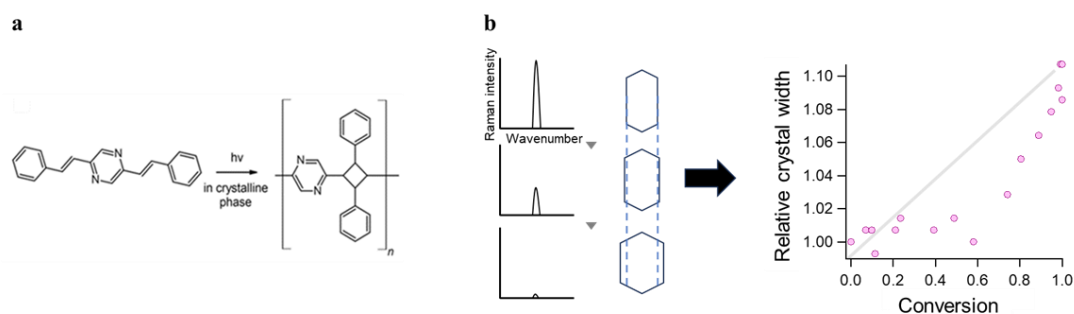 a
N
N
hν
in crystalline
phase
N
N
n
b
Raman intensity
Wavenumber
Relative crystal width
1.10
1.08
1.06
1.04
1.02
1.00
0.0 0.2 0.4 0.6 0.8 1.0
Conversion